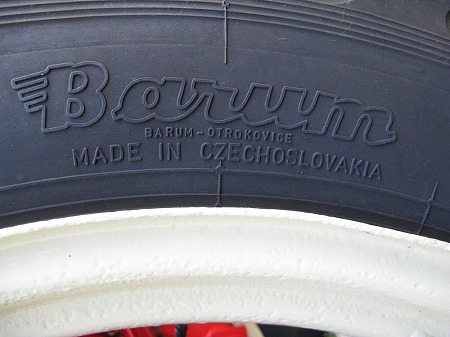 Barum
BARUM-OTROKOVICE
MADE IN CZECHOSLOVAKIA